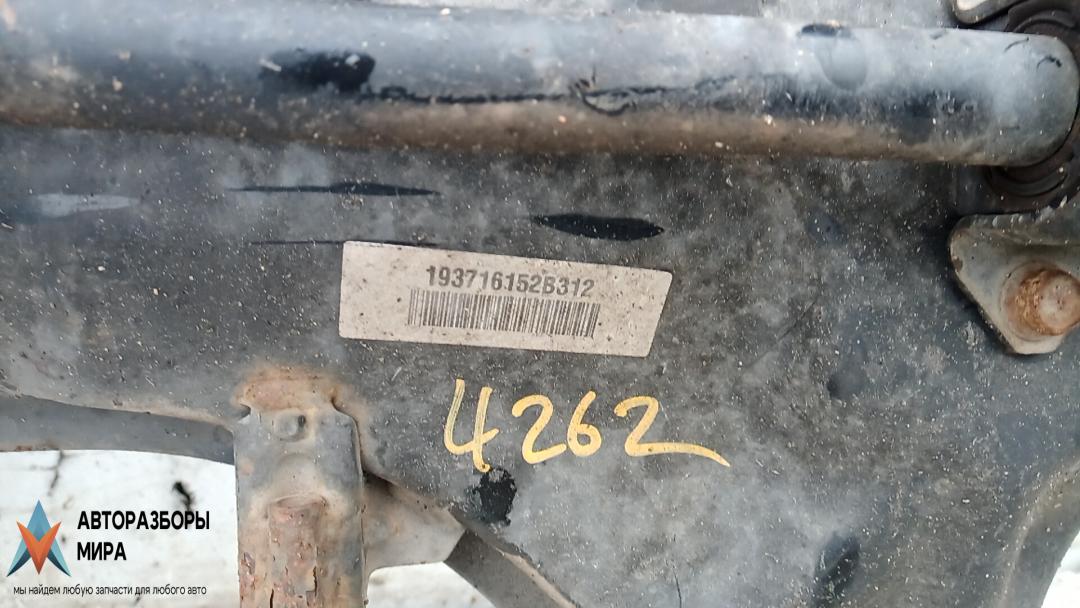 193716152B312
4262
АВТОРАЗБОРЫ
МИРА
мы найдем любую запчасти для любого авто